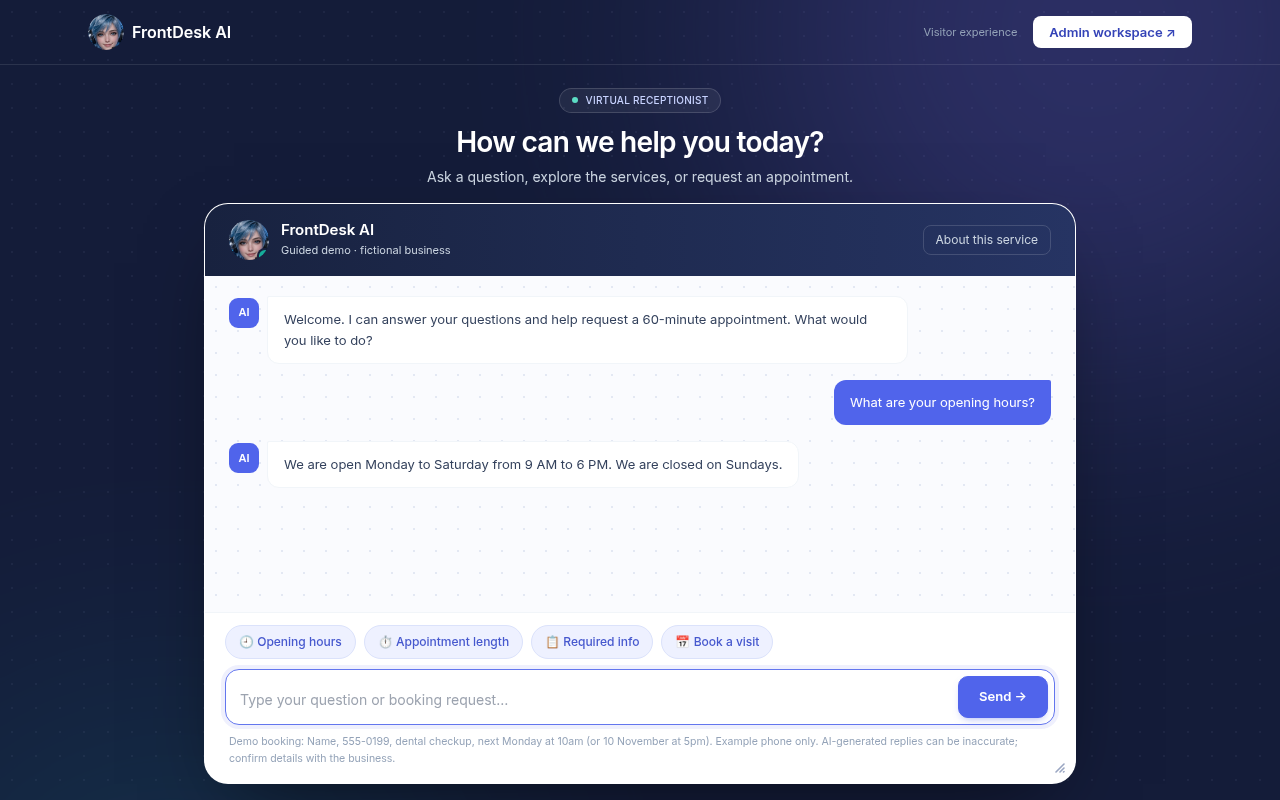 FrontDesk AI
Visitor experience
Admin workspace ↗
VIRTUAL RECEPTIONIST
How can we help you today?
Ask a question, explore the services, or request an appointment.
FrontDesk AI
Guided demo · fictional business
About this service
AI
Welcome. I can answer your questions and help request a 60-minute appointment. What would
you like to do?
What are your opening hours?
AI
We are open Monday to Saturday from 9 AM to 6 PM. We are closed on Sundays.
🕘 Opening hours
⏱️ Appointment length
📋 Required info
📅 Book a visit
Type your question or booking request...
Send →
Demo booking: Name, 555-0199, dental checkup, next Monday at 10am (or 10 November at 5pm). Example phone only. AI-generated replies can be inaccurate;
confirm details with the business.